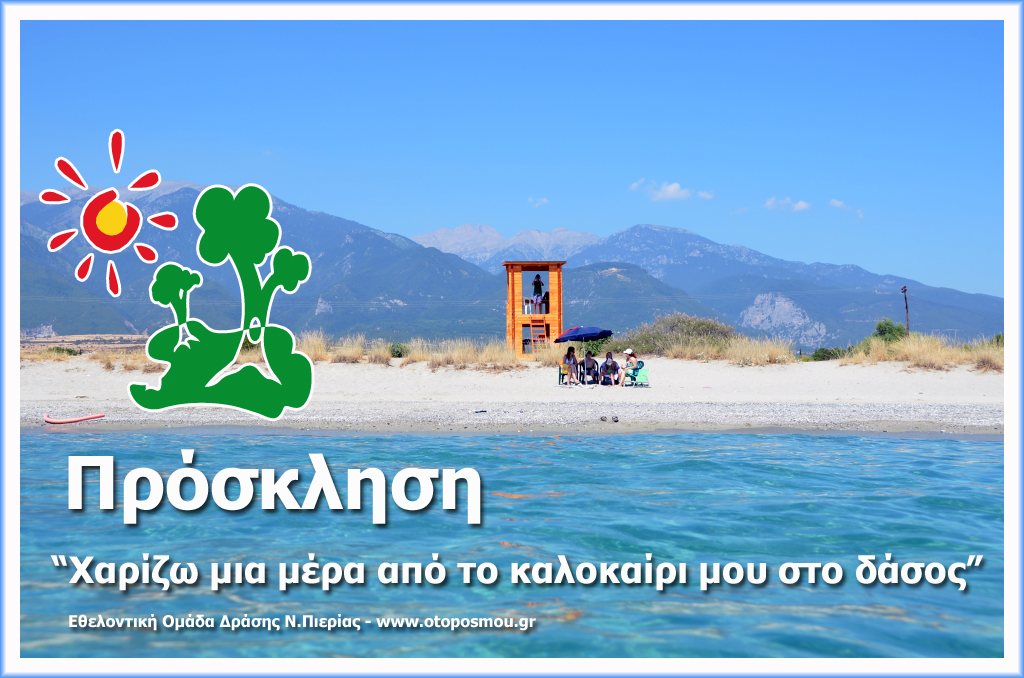 Πρόσκληση
“Χαρίζω μια μέρα από το καλοκαίρι μου στο δάσος”
Εθελοντική Ομάδα Δράσης Ν.Πιερίας - www.otoposmou.gr